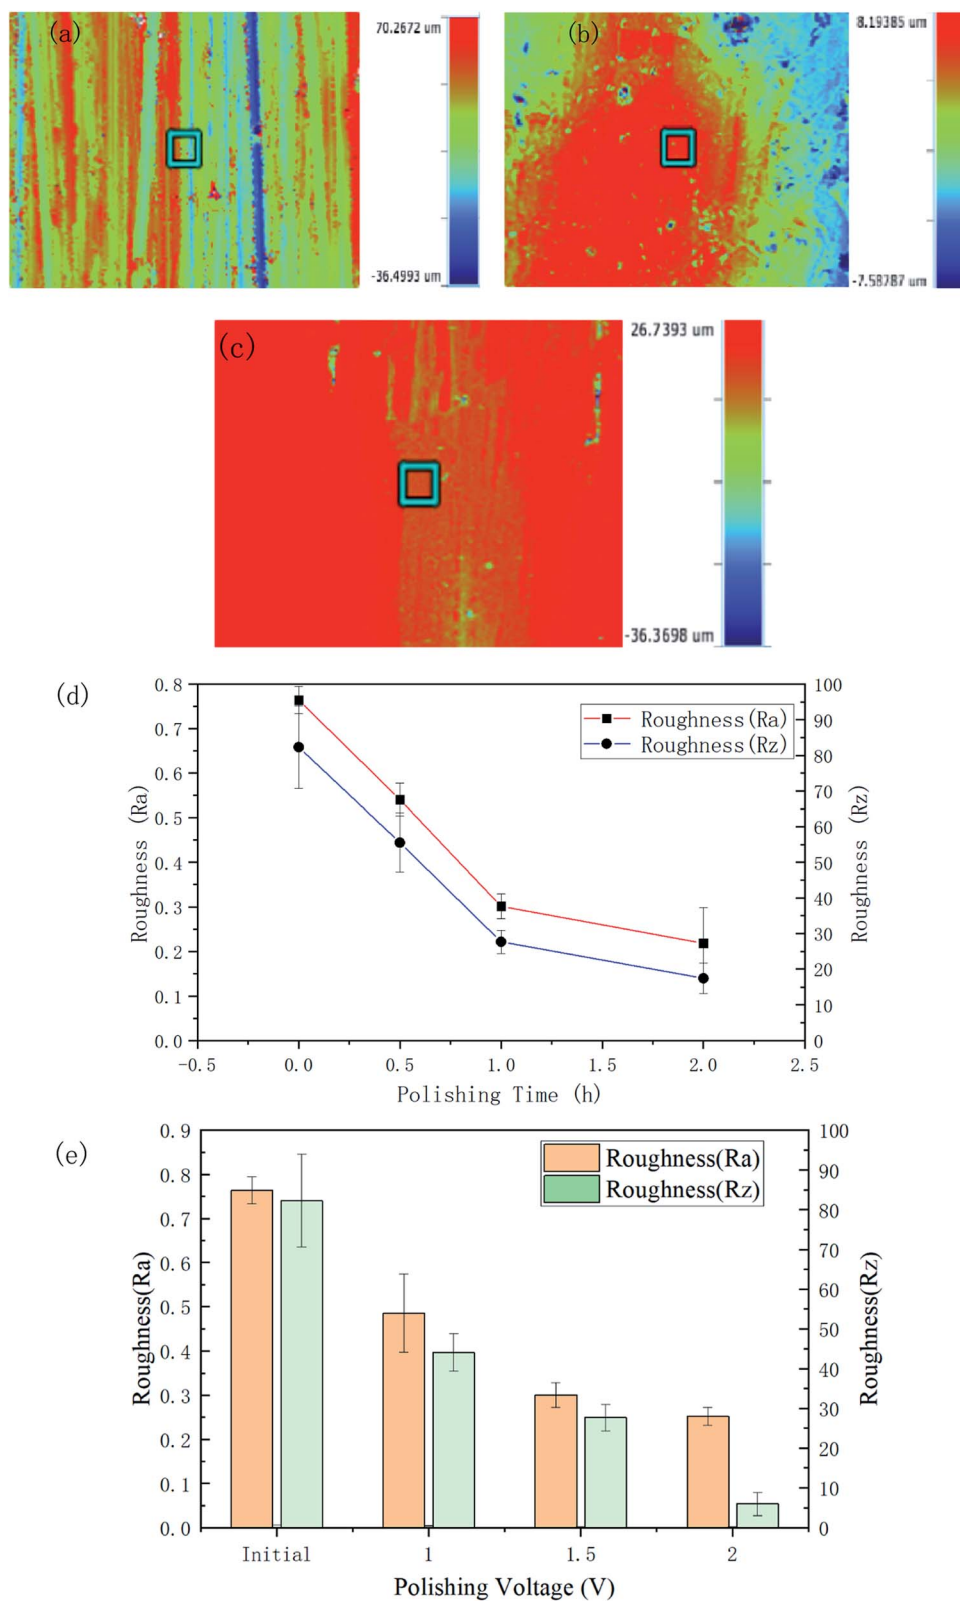 (a)
70.2672 um
-36.4993 um
(b)
8.19385 um
-7.58787 um
(c)
26.7393 um
-36.3698 um
(d)
Roughness (Ra)
0.8
0.7
0.6
0.5
0.4
0.3
0.2
0.1
0.0
Roughness(Ra)
Roughness(Rz)
100
90
80
70
60
50
40
30
20
10
0
Roughness (Rz)
-0.5 0.0 0.5 1.0 1.5 2.0 2.5
Polishing Time (h)
(e)
Roughness(Ra)
0.9
0.8
0.7
0.6
0.5
0.4
0.3
0.2
0.1
0.0
Roughness(Ra)
Roughness(Rz)
100
90
80
70
60
50
40
30
20
10
0
Roughness(Rz)
Initial 1 1.5 2
Polishing Voltage (V)